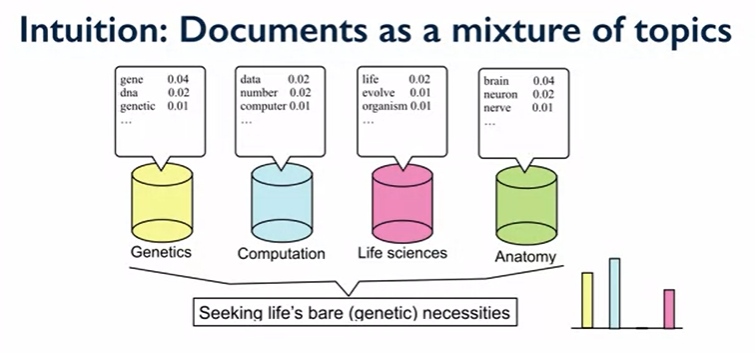 Intuition: Documents as a mixture of topics
gene 0.04
dna 0.02
genetic 0.01
...
data 0.02
number 0.02
computer 0.01
...
life 0.02
evolve 0.01
organism 0.01
...
brain 0.04
neuron 0.02
nerve 0.01
...
Genetics
Computation
Life sciences
Anatomy
Seeking life's bare (genetic) necessities